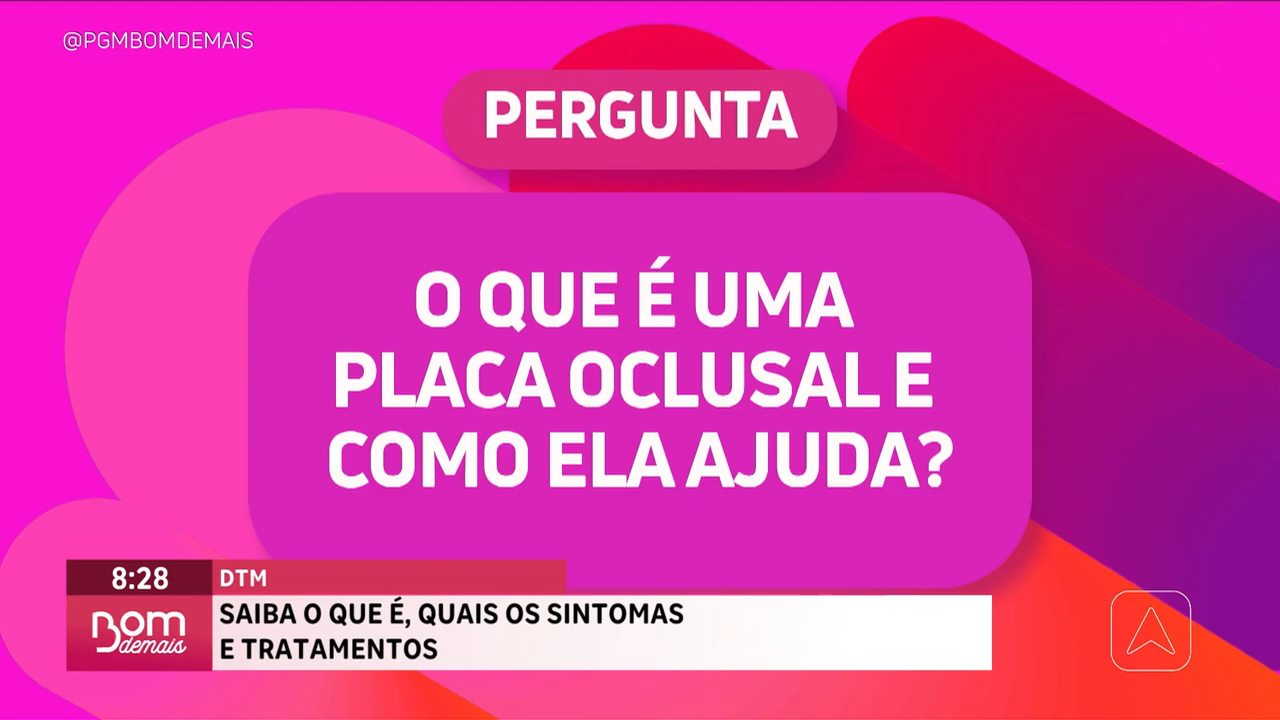 @PGMBOMDEMAIS
PERGUNTA
O QUE É UMA
PLACA OCLUSAL E
COMO ELA AJUDA?
8:28
DTM
Bom
demais
SAIBA O QUE É, QUAIS OS SINTOMAS
E TRATAMENTOS